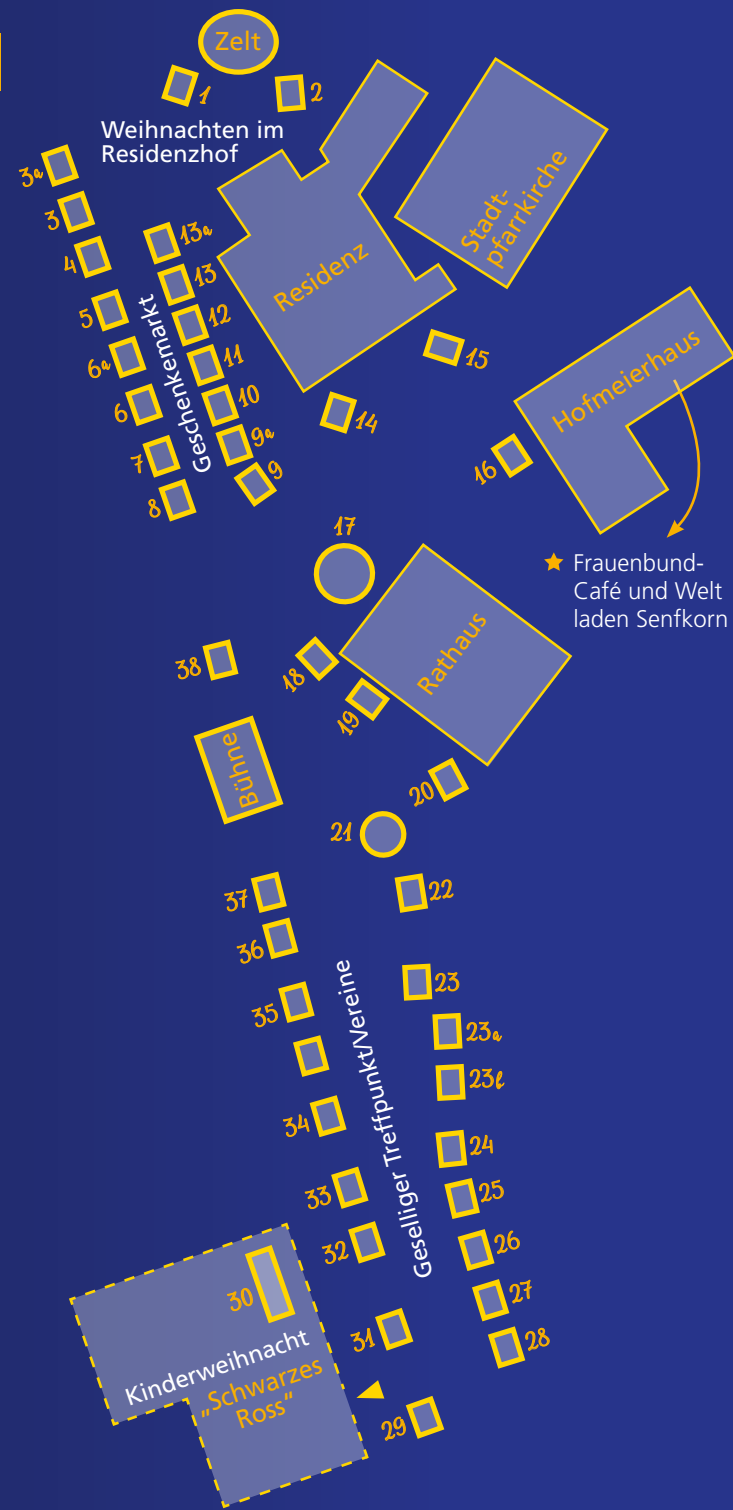 Zelt
1
2
Weihnachten im
Residenzhof
3a
3
4
5
6a
6
7
8
Geschenkemarkt
13a
13
12
11
10
9a
9
Residenz
Stadt-
pfarrkirche
14
15
Hofmeierhaus
16
Frauenbund-
Café und Welt
laden Senfkorn
17
Rathaus
18
19
38
Bühne
20
21
22
37
36
35
34
33
32
31
Geselliger Treffpunkt/Vereine
23
23a
23b
24
25
26
27
28
29
30
Kinderweihnacht
„Schwarzes
Ross“